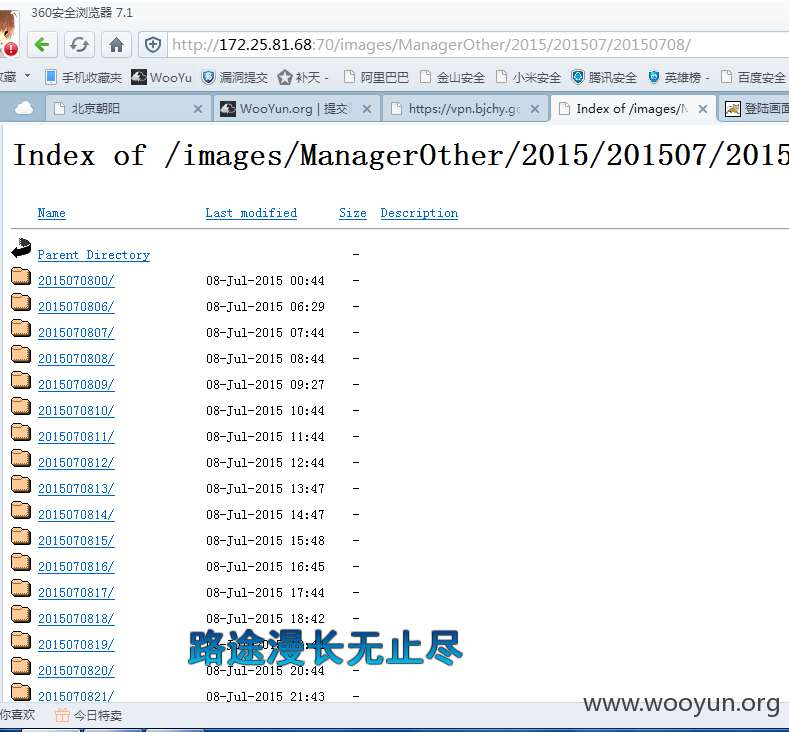 360安全浏览器 7.1
http://172.25.81.68:70/images/ManagerOther/2015/201507/20150708/
收藏 手机收藏夹 WooYu 漏洞提交 补天 - 阿里巴巴 金山安全 小米安全 腾讯安全 英雄榜 - 百度安全
北京朝阳 WooYun.org | 提交 https://vpn.bjchy.go Index of /images/M 登陆画面
Index of /images/ManagerOther/2015/201507/2015
Name Last modified Size Description
Parent Directory -
2015070800/ 08-Jul-2015 00:44 -
2015070806/ 08-Jul-2015 06:29 -
2015070807/ 08-Jul-2015 07:44 -
2015070808/ 08-Jul-2015 08:44 -
2015070809/ 08-Jul-2015 09:27 -
2015070810/ 08-Jul-2015 10:44 -
2015070811/ 08-Jul-2015 11:44 -
2015070812/ 08-Jul-2015 12:44 -
2015070813/ 08-Jul-2015 13:47 -
2015070814/ 08-Jul-2015 14:47 -
2015070815/ 08-Jul-2015 15:48 -
2015070816/ 08-Jul-2015 16:45 -
2015070817/ 08-Jul-2015 17:44 -
2015070818/ 08-Jul-2015 18:42 -
2015070819/ -
路途漫长无止尽
2015070820/ 08-Jul-2015 20:44 -
2015070821/ 08-Jul-2015 21:43 -
www.wooyun.org
你喜欢 今日特卖